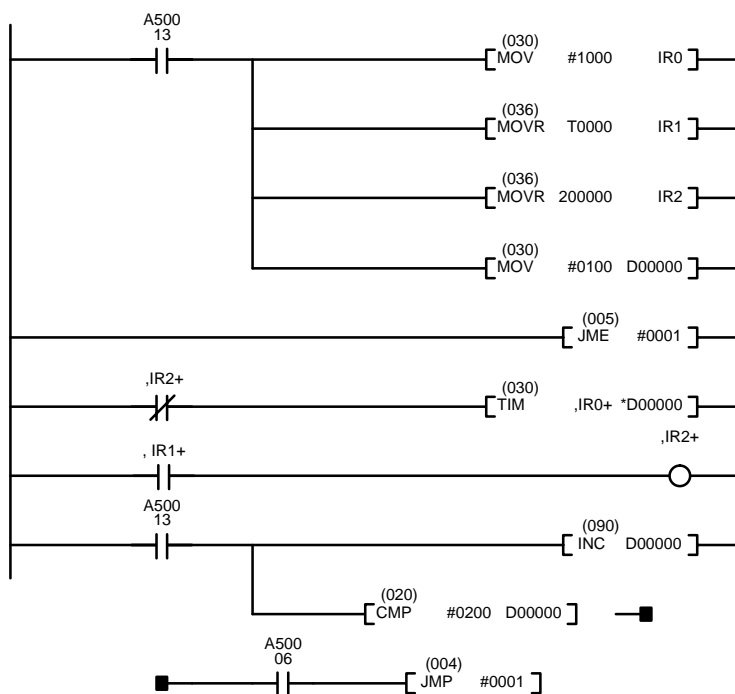 A500
13
(030)
MOV #1000 IR0
(036)
MOVR T0000 IR1
(036)
MOVR 200000 IR2
(030)
MOV #0100 D00000
(005)
JME #0001
,IR2+
(030)
TIM ,IR0+ *D00000
, IR1+
,IR2+
A500
13
(090)
INC D00000
(020)
CMP #0200 D00000
A500
06
(004)
JMP #0001